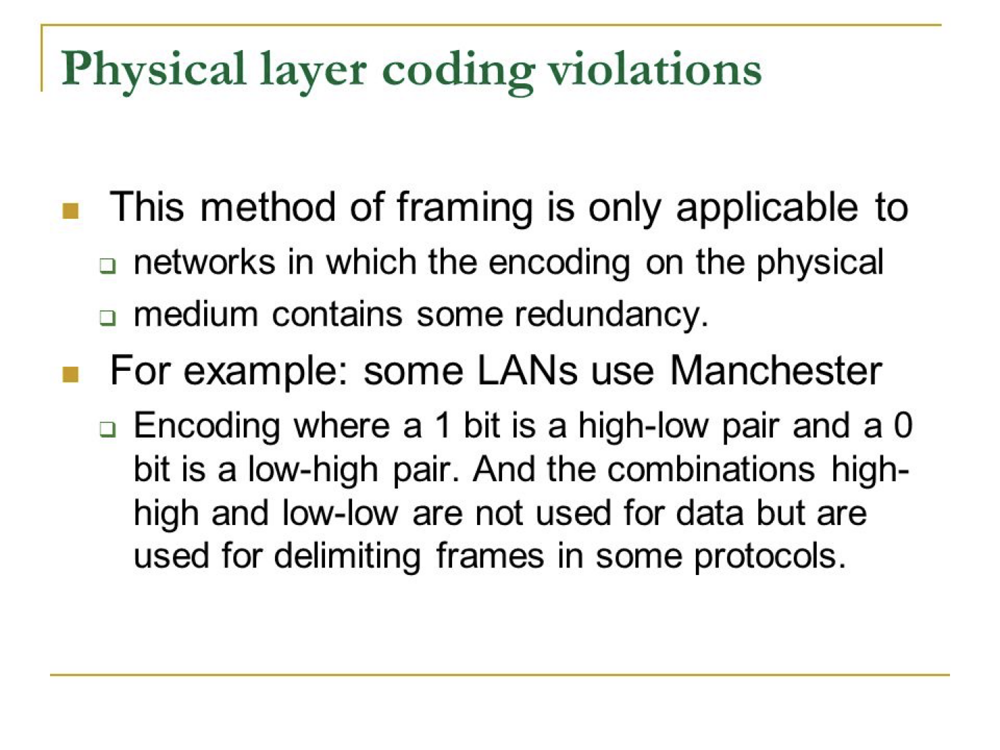 Physical layer coding violations
This method of framing is only applicable to
networks in which the encoding on the physical
medium contains some redundancy.
For example: some LANs use Manchester
Encoding where a 1 bit is a high-low pair and a 0
bit is a low-high pair. And the combinations high-
high and low-low are not used for data but are
used for delimiting frames in some protocols.